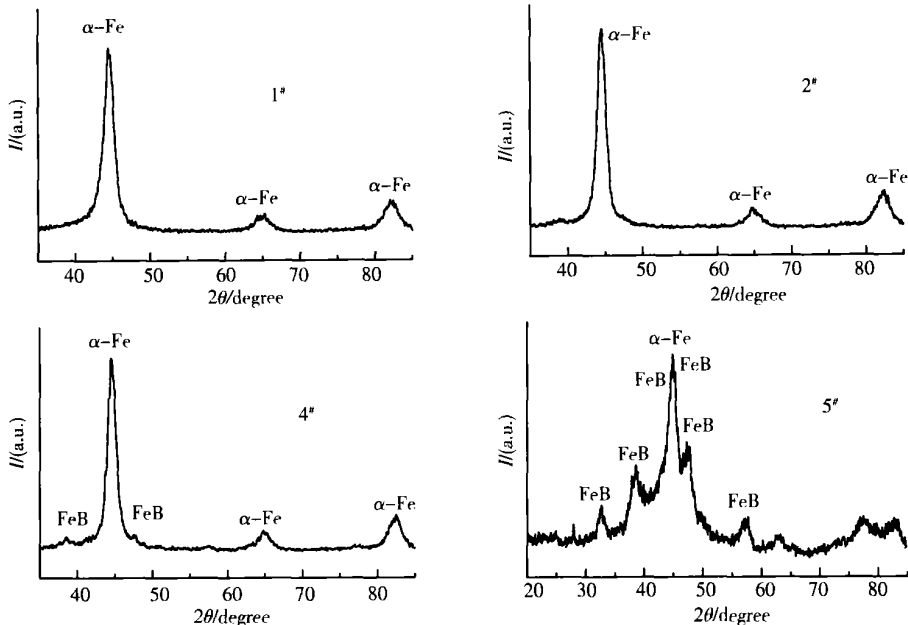 α-Fe
1#
α-Fe
α-Fe
I/(a.u.)
40 50 60 70 80
2θ/degree
α-Fe
2#
α-Fe
α-Fe
I/(a.u.)
40 50 60 70 80
2θ/degree
α-Fe
4#
FeB
FeB
α-Fe
α-Fe
I/(a.u.)
40 50 60 70 80
2θ/degree
α-Fe
FeB
FeB
5#
FeB
FeB
FeB
FeB
I/(a.u.)
20 30 40 50 60 70 80
2θ/degree